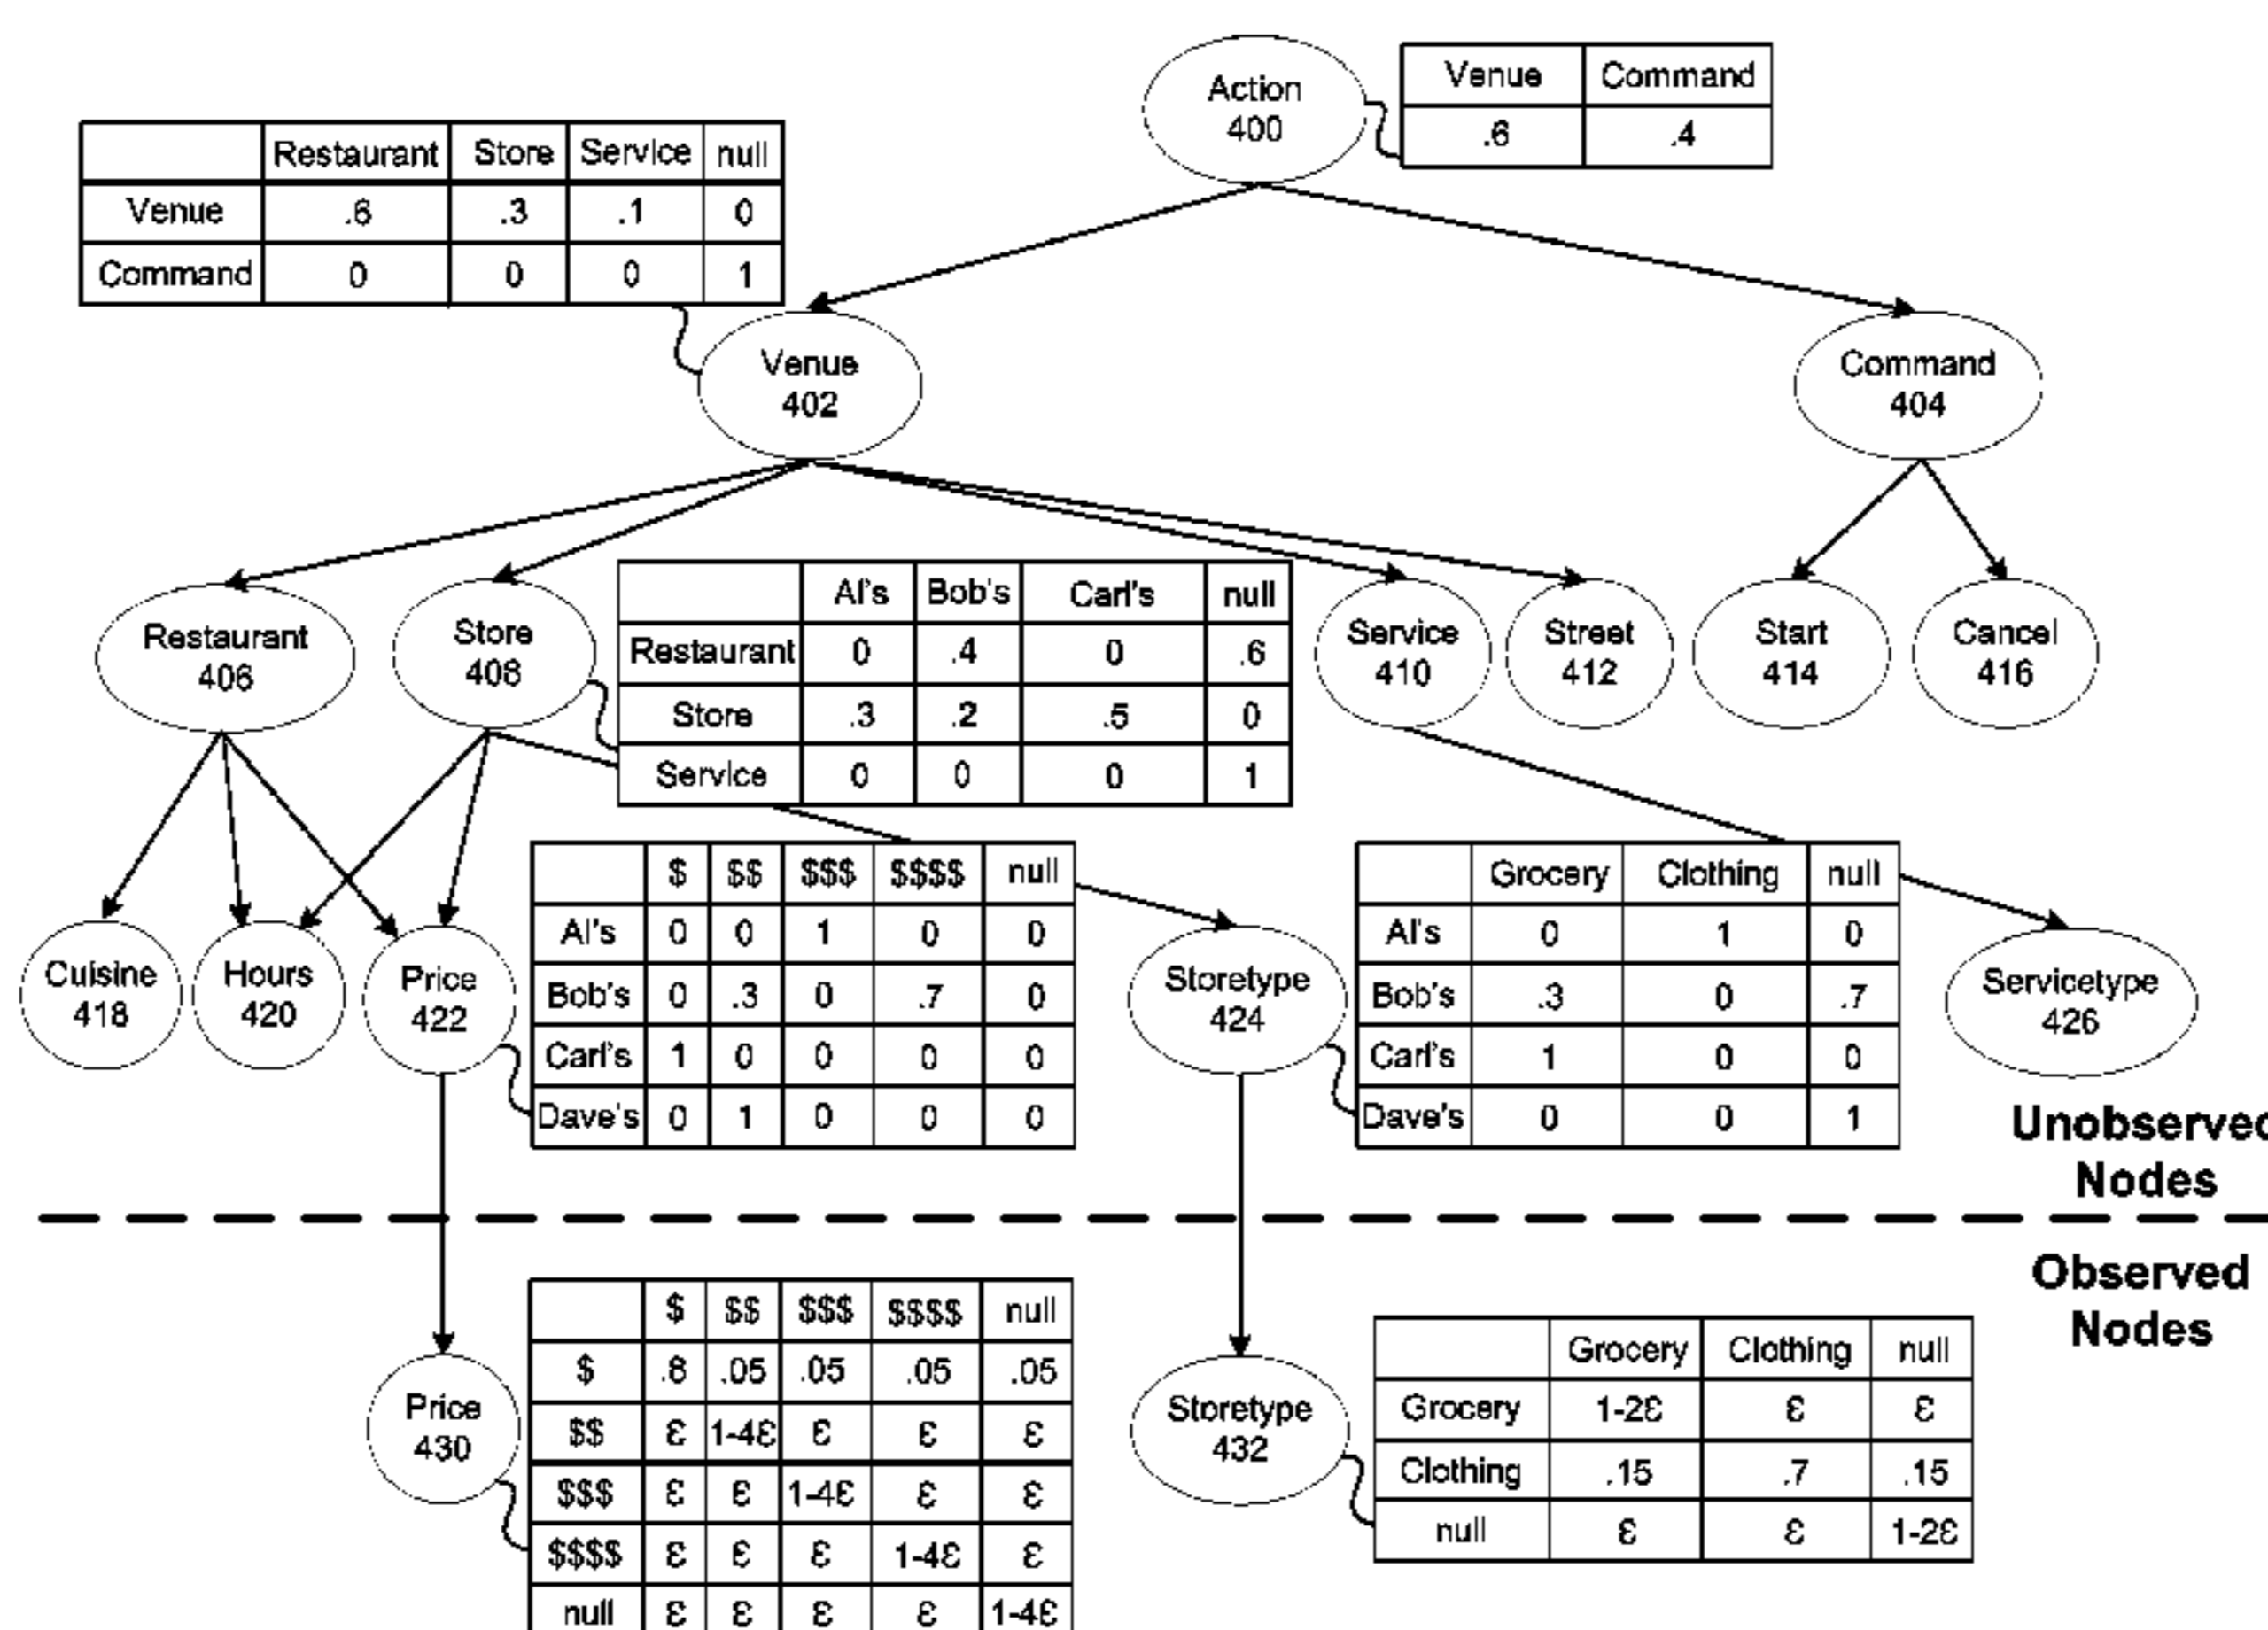 Action
400
Venue Command
.6 .4
Restaurant Store Service null
Venue .6 .3 .1 0
Command 0 0 0 1
Venue
402
Command
404
Restaurant
406
Store
408
Al's Bob's Carl's null
Restaurant 0 .4 0 .6
Store .3 .2 .5 0
Service 0 0 0 1
Service
410
Street
412
Start
414
Cancel
416
Cuisine
418
Hours
420
Price
422
$ $$ $$$ $$$$ null
Al's 0 0 1 0 0
Bob's 0 .3 0 .7 0
Carl's 1 0 0 0 0
Dave's 0 1 0 0 0
Storetype
424
Grocery Clothing null
Al's 0 1 0
Bob's .3 0 .7
Carl's 1 0 0
Dave's 0 0 1
Servicetype
426
Unobserved
Nodes
Observed
Nodes
Price
430
$ $$ $$$ $$$$ null
$ .8 .05 .05 .05 .05
$$ ε 1-4ε ε ε ε
$$$ ε ε 1-4ε ε ε
$$$$ ε ε ε 1-4ε ε
null ε ε ε ε 1-4ε
Storetype
432
Grocery Clothing null
Grocery 1-2ε ε ε
Clothing .15 .7 .15
null ε ε 1-2ε